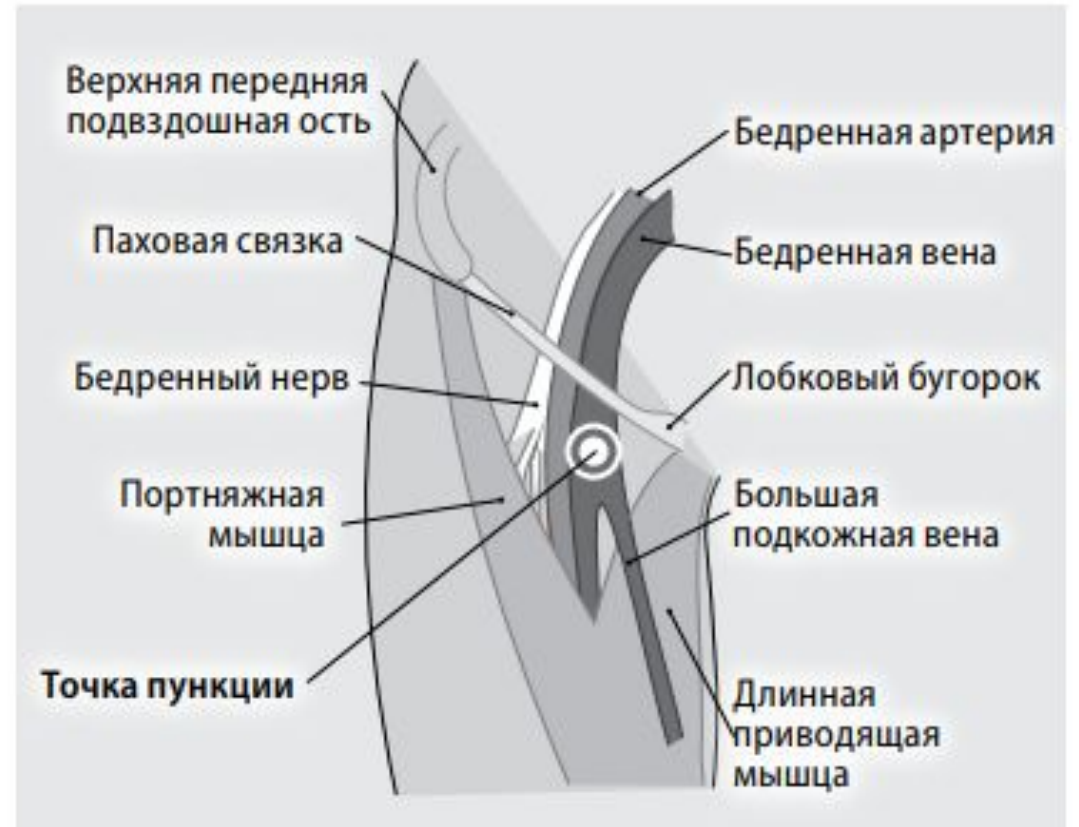 Верхняя передняя
подвздошная ость
Паховая связка
Бедренный нерв
Портняжная
мышца
Точка пункции
Бедренная артерия
Бедренная вена
Лобковый бугорок
Большая
подкожная вена
Длинная
приводящая
мышца